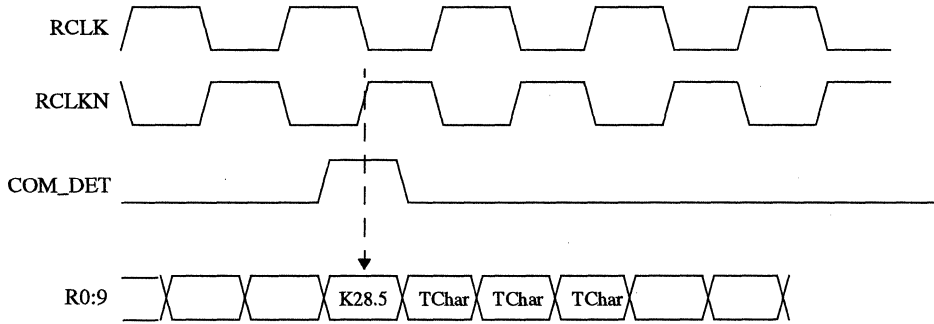 RCLK
RCLKN
COM_DET
R0:9
K28.5
TChar
TChar
TChar